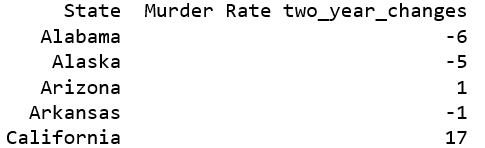 State Murder Rate two_year_changes
Alabama -6
Alaska -5
Arizona 1
Arkansas -1
California 17